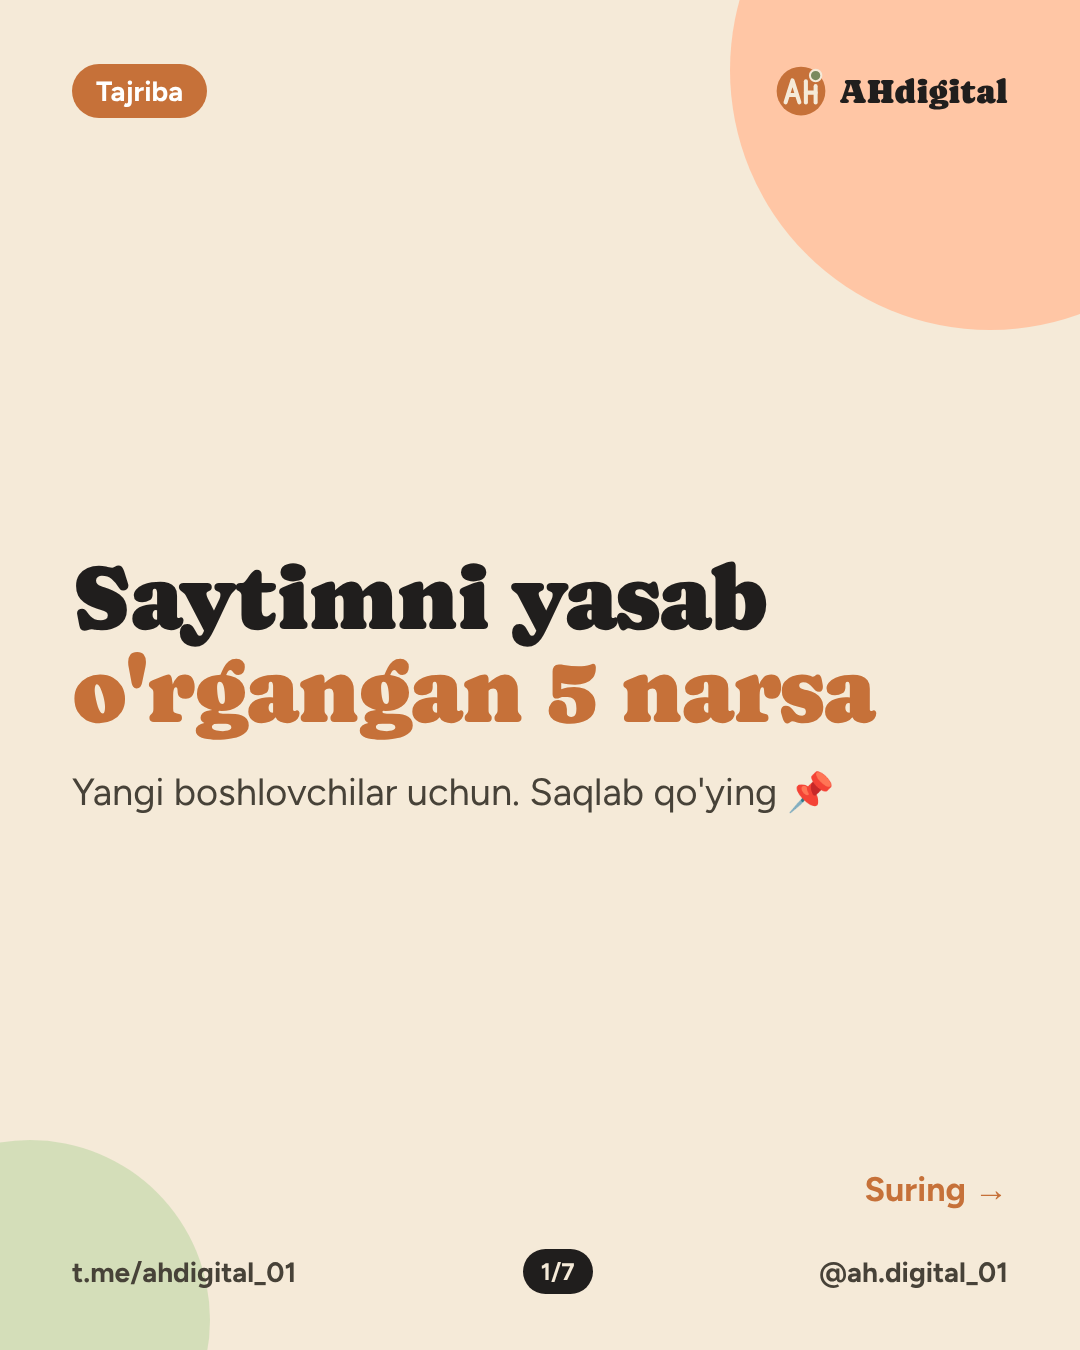 Tajriba
AH AHdigital
Saytimni yasab
o'rgangan 5 narsa
Yangi boshlovchilar uchun. Saqlab qo'ying 📌
Suring →
t.me/ahdigital_01
1/7
@ah.digital_01